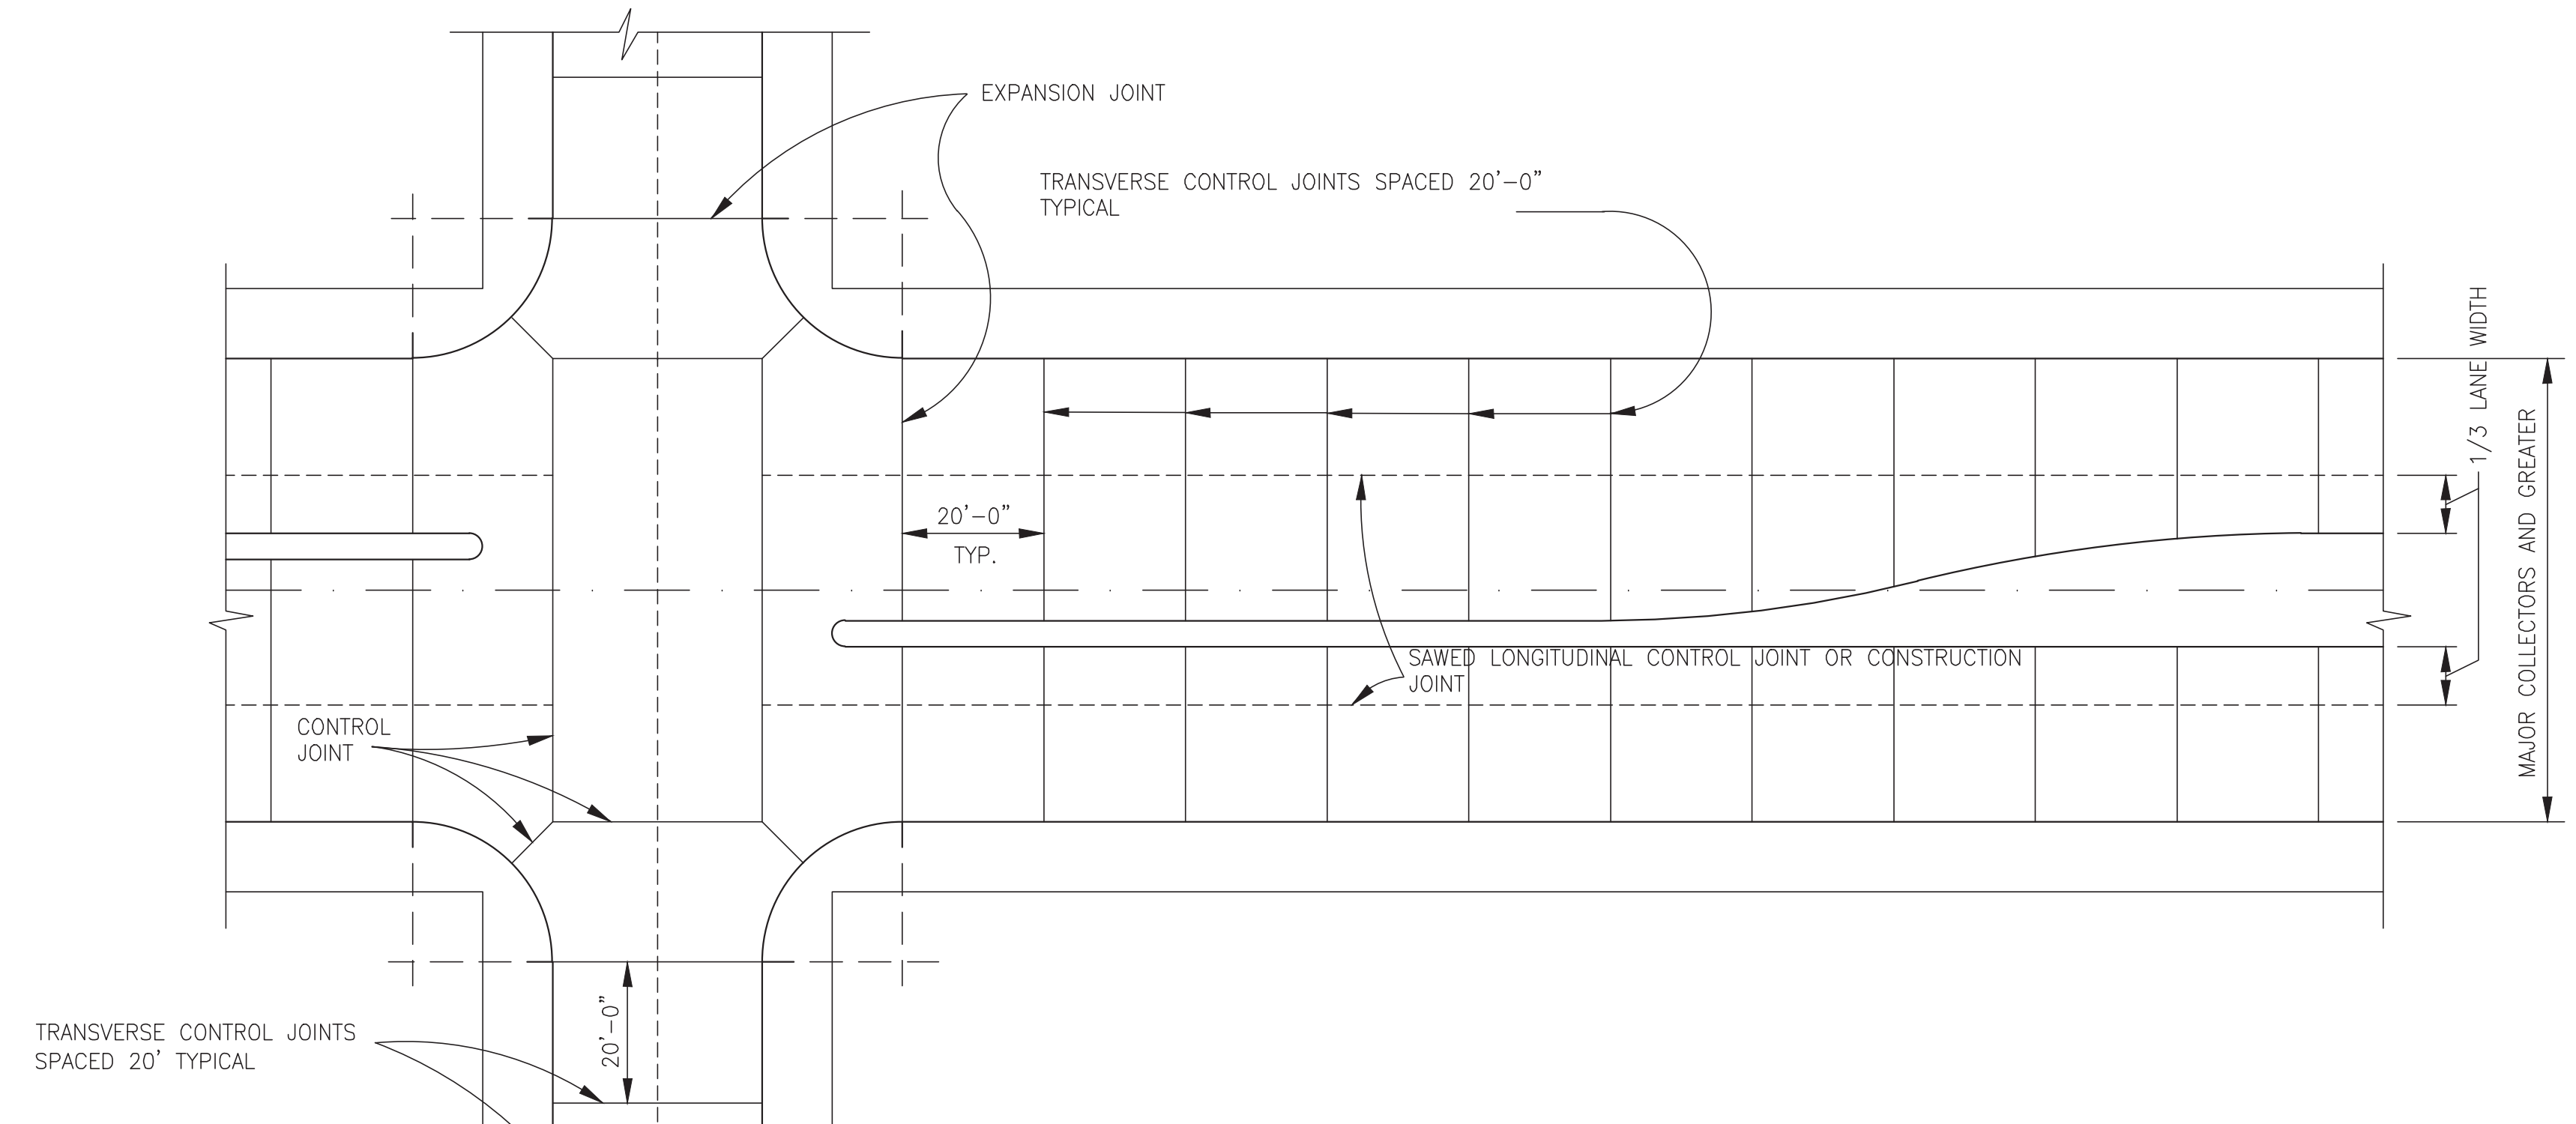 EXPANSION JOINT
TRANSVERSE CONTROL JOINTS SPACED 20'-0"
TYPICAL
1/3 LANE WIDTH
MAJOR COLLECTORS AND GREATER
20'-0"
TYP.
SAWED LONGITUDINAL CONTROL JOINT OR CONSTRUCTION
JOINT
CONTROL
JOINT
20'-0"
TRANSVERSE CONTROL JOINTS
SPACED 20' TYPICAL